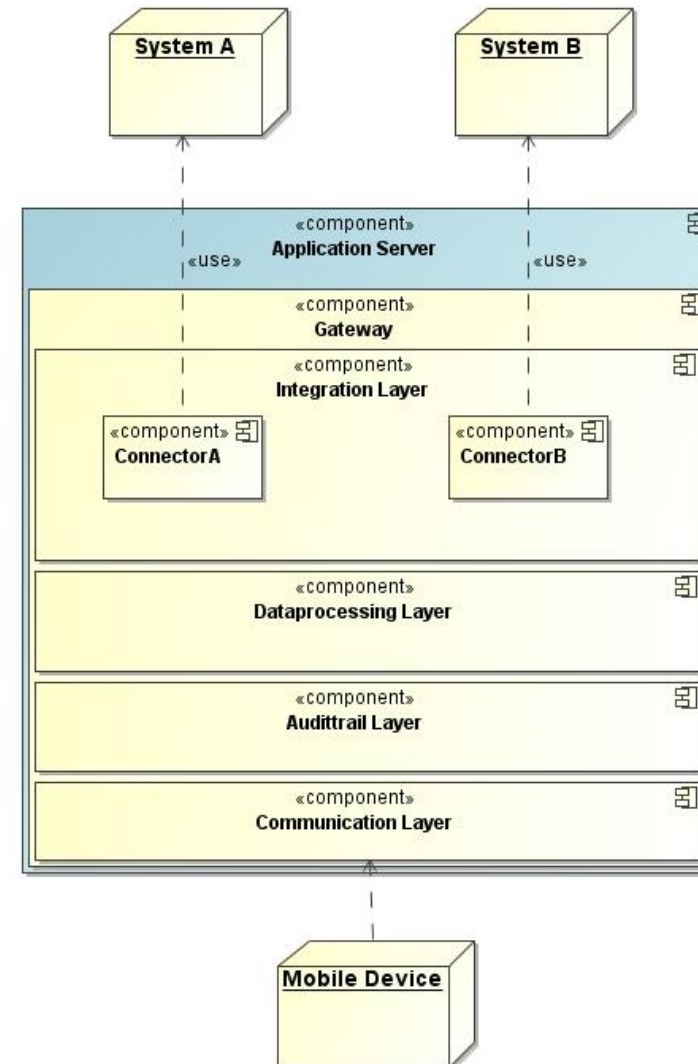 System A
System B
«component»
Application Server
«use»
«use»
«component»
Gateway
«component»
Integration Layer
«component»
ConnectorA
«component»
ConnectorB
«component»
Dataprocessing Layer
«component»
Audittrail Layer
«component»
Communication Layer
Mobile Device